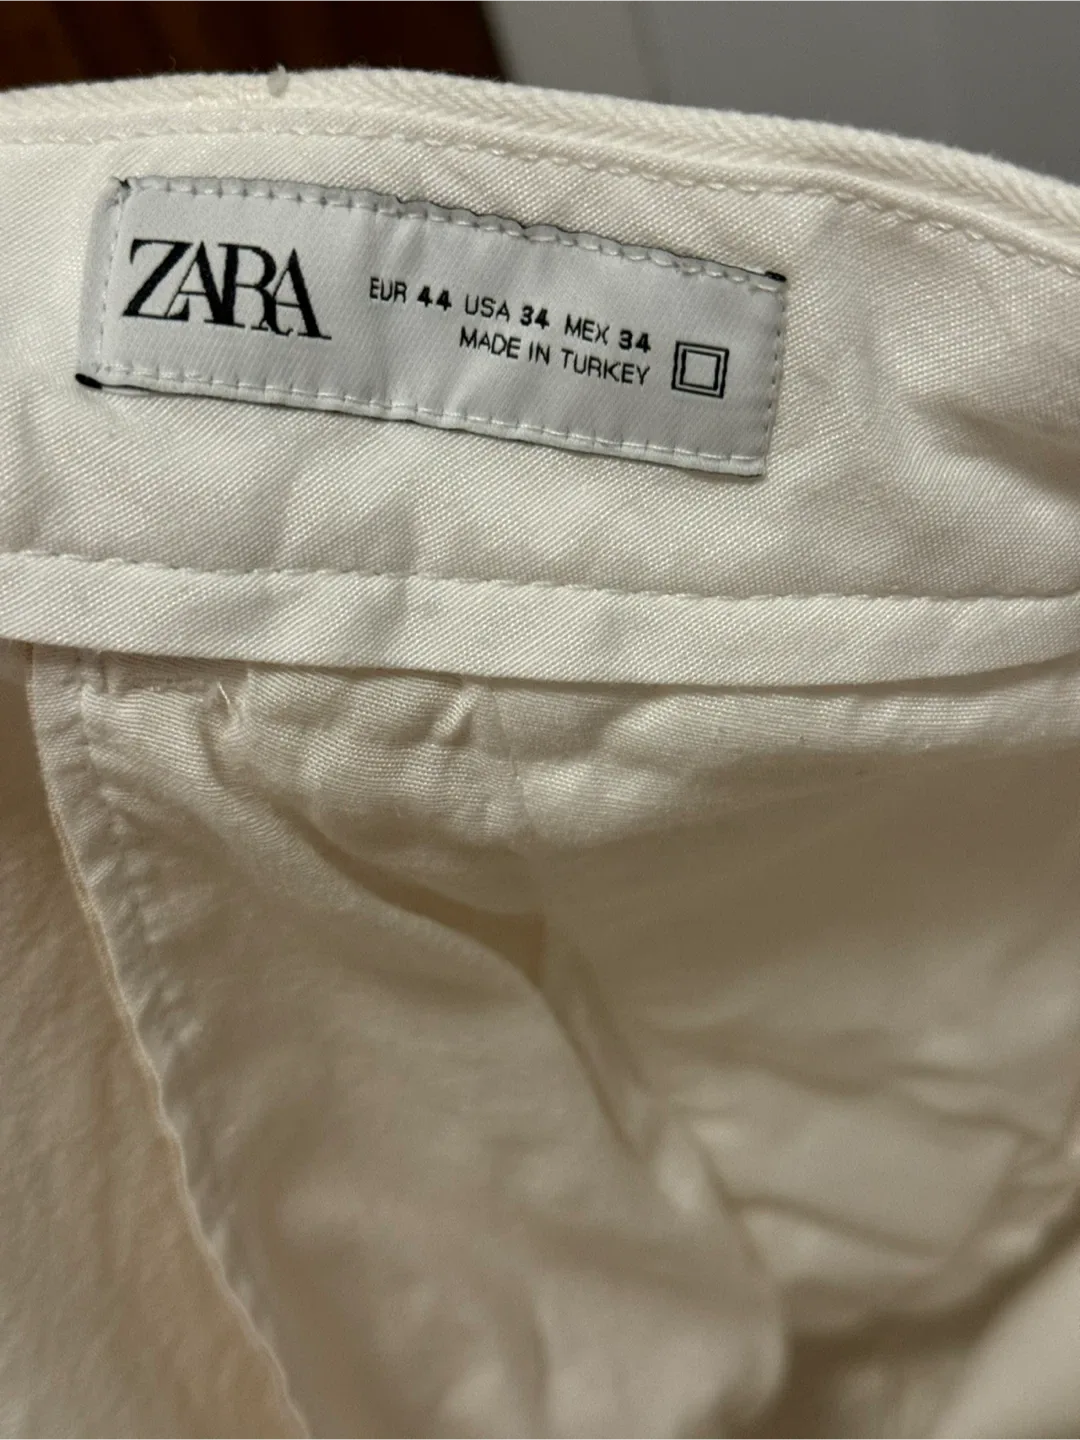 ZARA
EUR 44 USA 34 MEX 34
MADE IN TURKEY